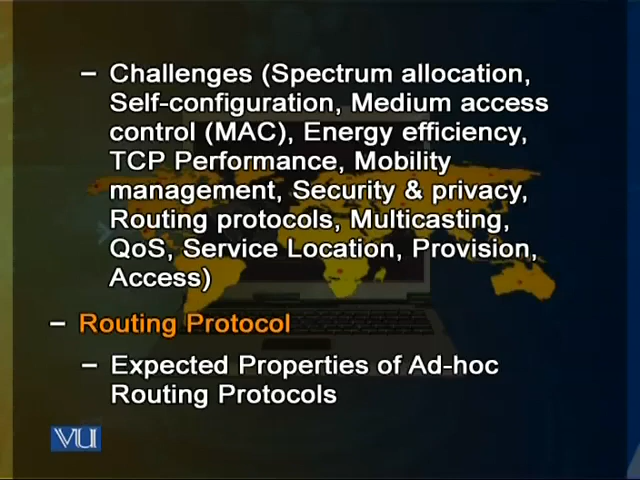 – Challenges (Spectrum allocation,
Self-configuration, Medium access
control (MAC), Energy efficiency,
TCP Performance, Mobility
management, Security & privacy,
Routing protocols, Multicasting,
QoS, Service Location, Provision,
Access)
– Routing Protocol
– Expected Properties of Ad-hoc
Routing Protocols
VU